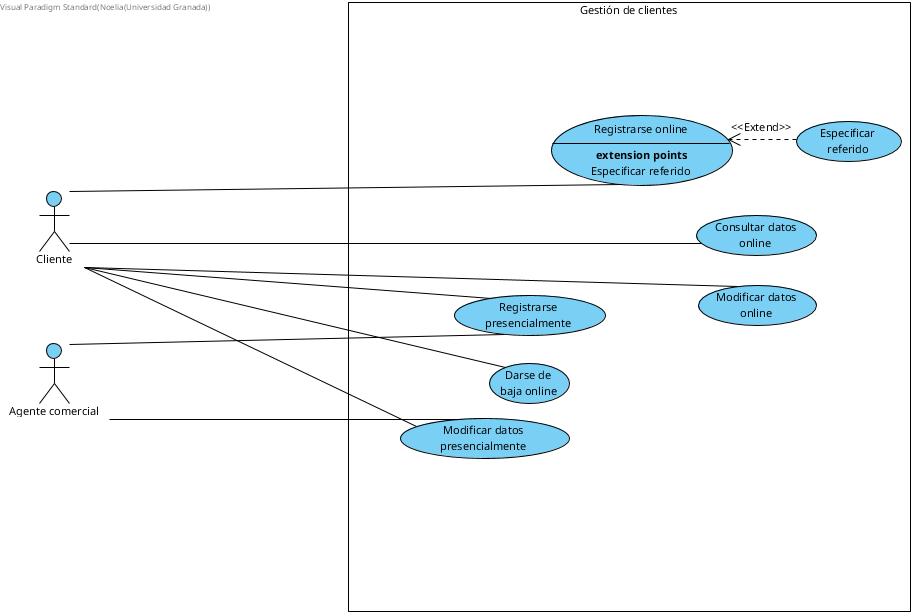 Visual Paradigm Standard(Noelia(Universidad Granada))
Gestión de clientes
<<Extend>>
Registrarse online
extension points
Especificar referido
Especificar
referido
Cliente
Consultar datos
online
Modificar datos
online
Registrarse
presencialmente
Agente comercial
Darse de
baja online
Modificar datos
presencialmente